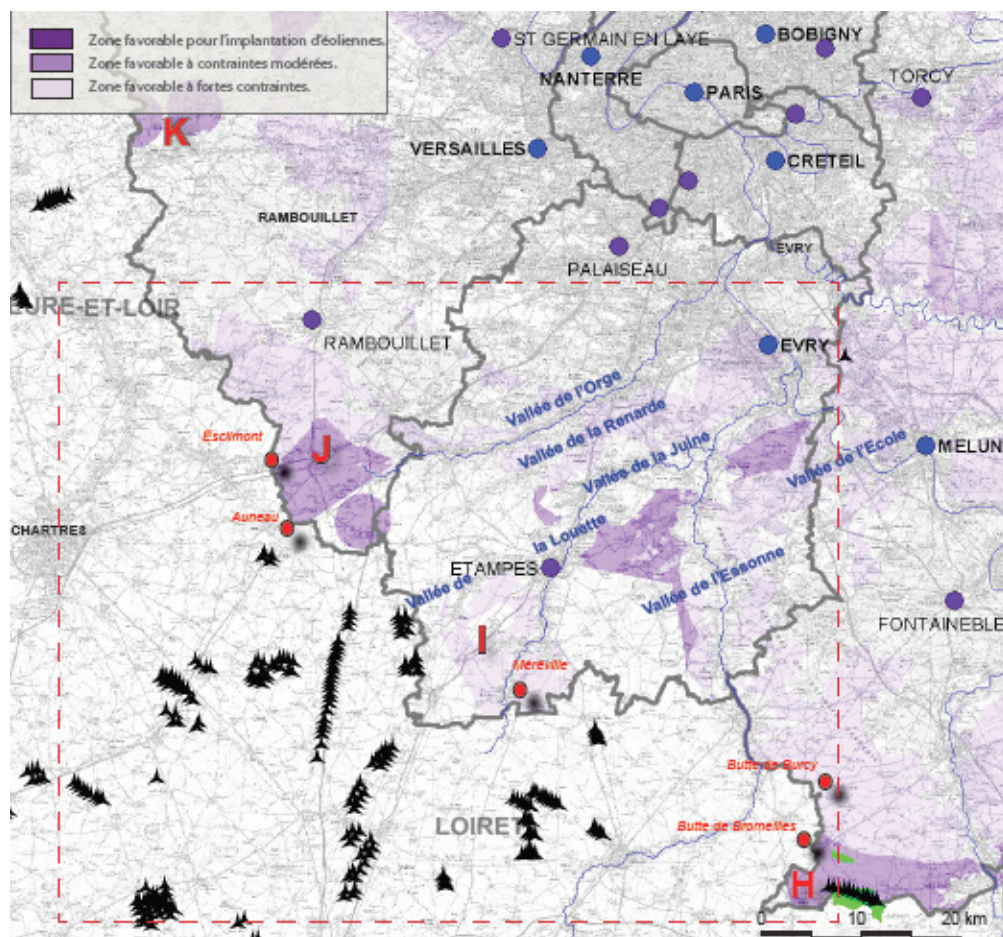 Zone favorable pour l'implantation d'éoliennes.
Zone favorable à contraintes modérées.
Zone favorable à fortes contraintes.
ST GERMAIN EN LAYE
BOBIGNY
NANTERRE
TORCY
PARIS
K
VERSAILLES
CRETEIL
RAMBOUILLET
EVRY
PALAISEAU
EURE-ET-LOIR
RAMBOUILLET
EVRY
Vallée de l'Orge
Vallée de la Renarde
Esclimont
J
Vallée de la Juine
Vallée de l'Ecole
MELUN
Auneau
CHARTRES
la Louette
ETAMPES
Vallée de
Vallée de l'Essonne
FONTAINEBLE
I
Méréville
Butte de Burcy
LOIRET
Butte de Bromeilles
H
0 10 20 km